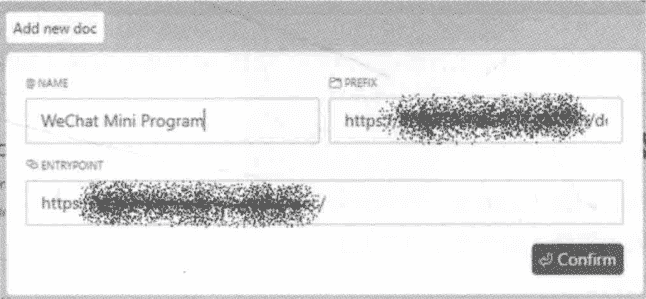 Add new doc
NAME
PREFIX
WeChat Mini Program
https:/
ENTRYPOINT
https
/
Confirm